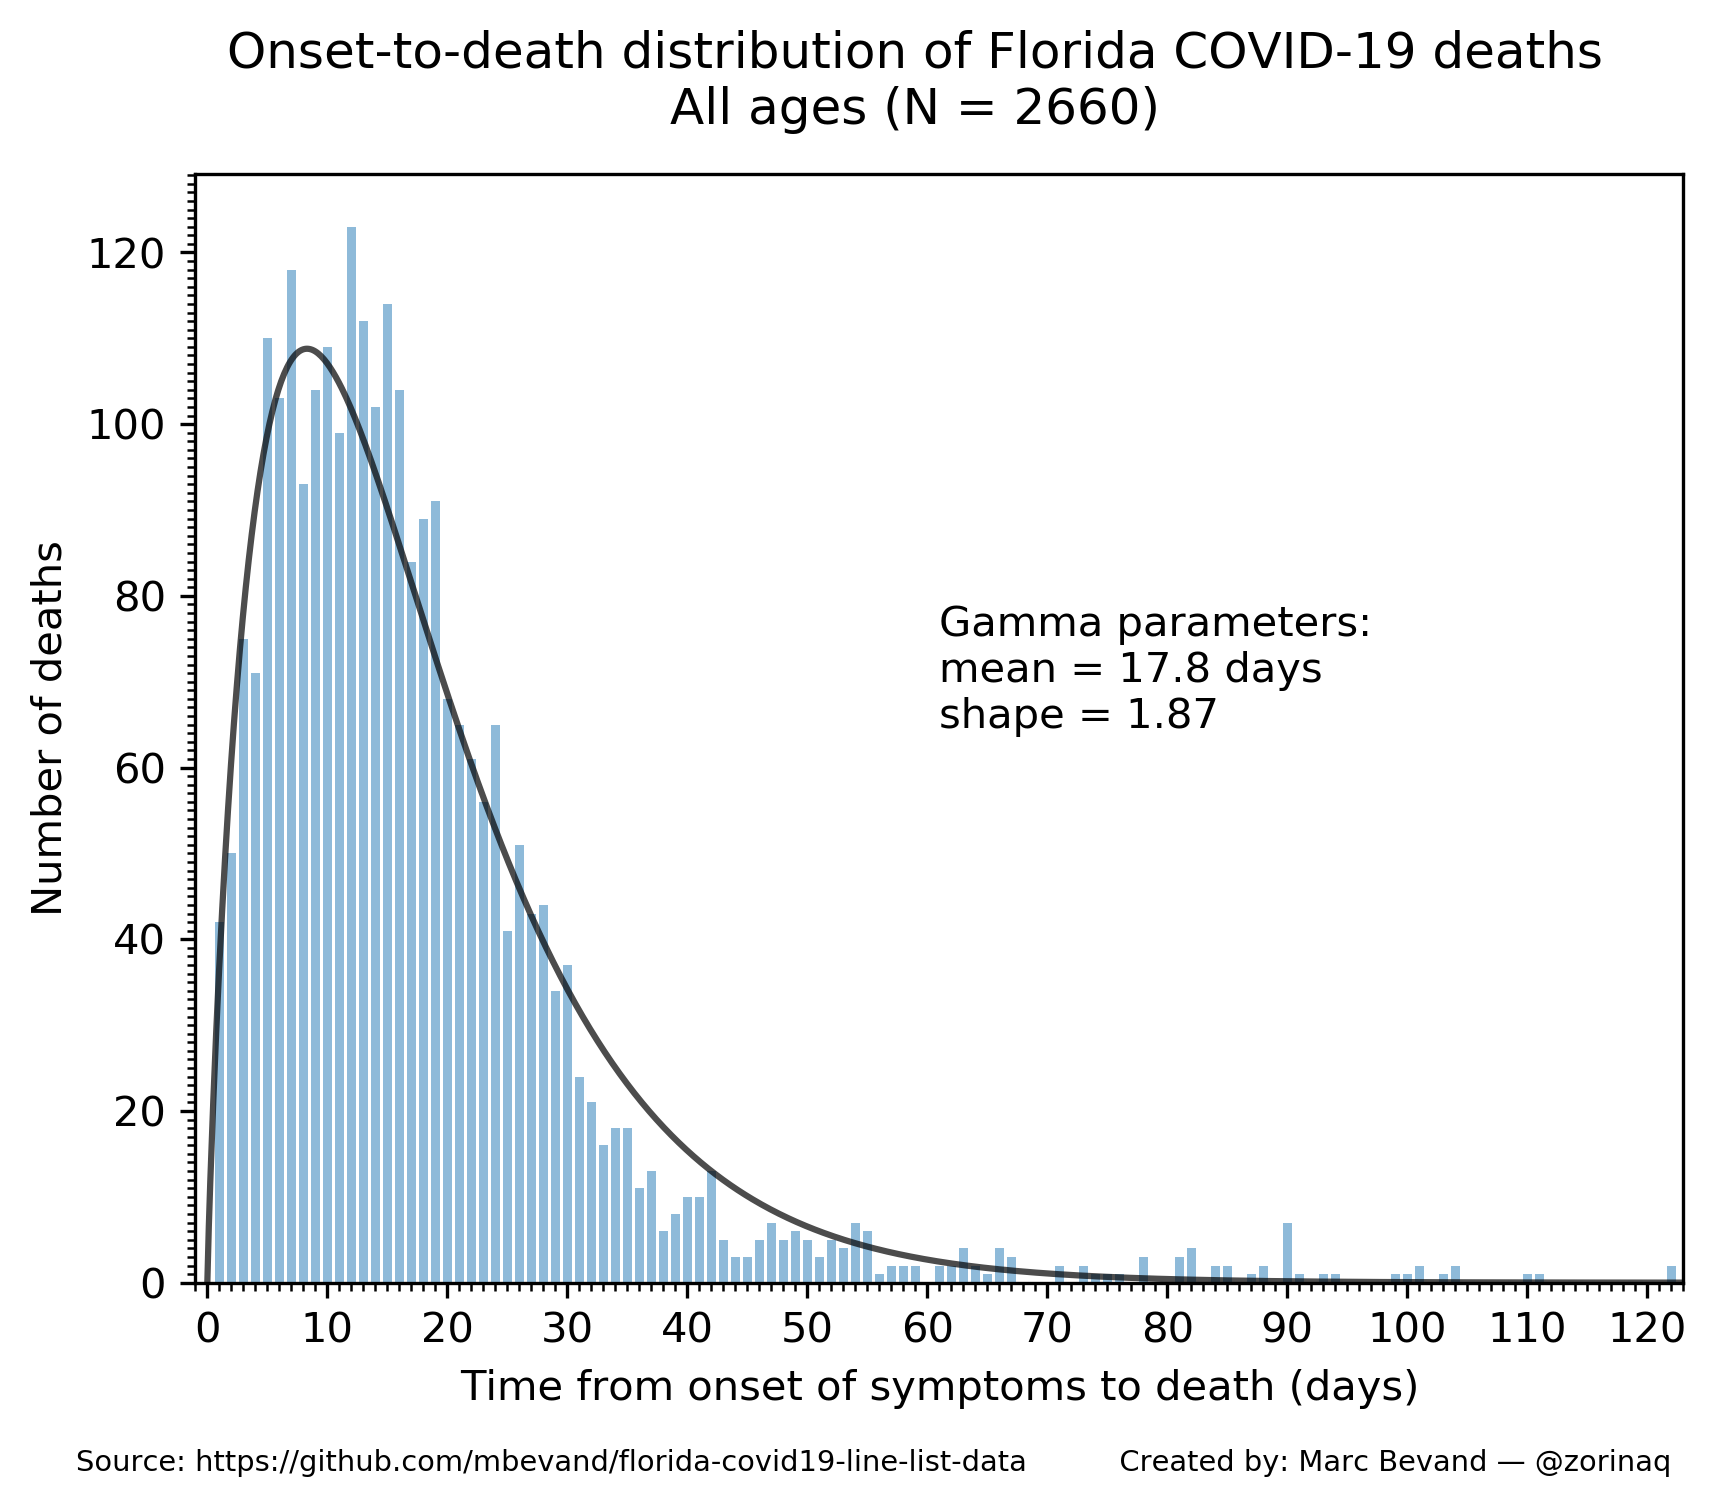 Onset-to-death distribution of Florida COVID-19 deaths
All ages (N = 2660)
Number of deaths
120
100
80
60
40
20
0
Gamma parameters:
mean = 17.8 days
shape = 1.87
0 10 20 30 40 50 60 70 80 90 100 110 120
Time from onset of symptoms to death (days)
Source: https://github.com/mbevand/florida-covid19-line-list-data
Created by: Marc Bevand — @zorinaq